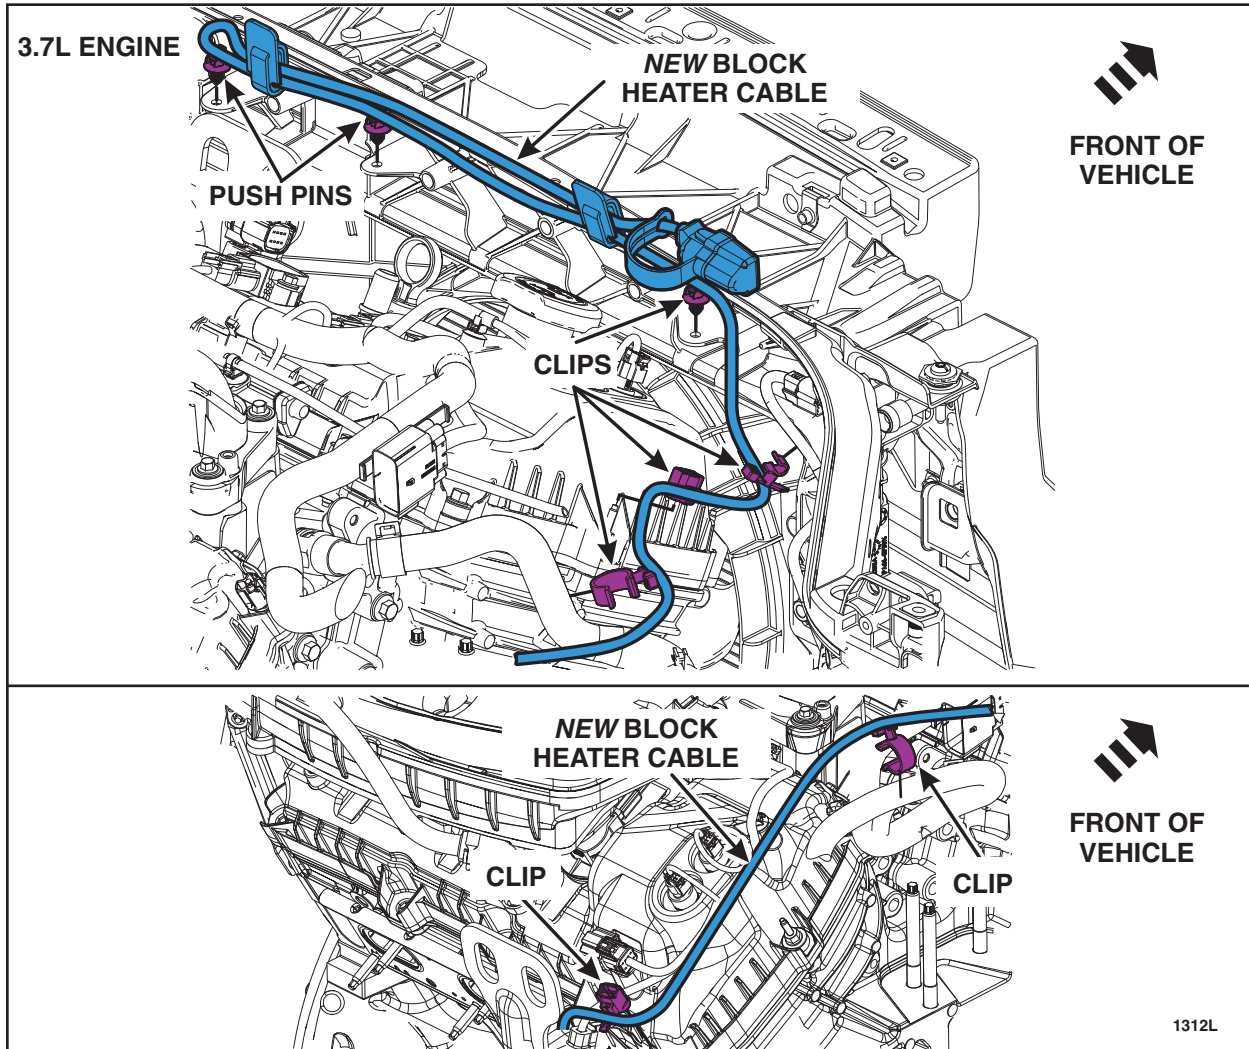 3.7L ENGINE
NEW BLOCK
HEATER CABLE
FRONT OF
VEHICLE
PUSH PINS
CLIPS
NEW BLOCK
HEATER CABLE
FRONT OF
VEHICLE
CLIP
CLIP
1312L